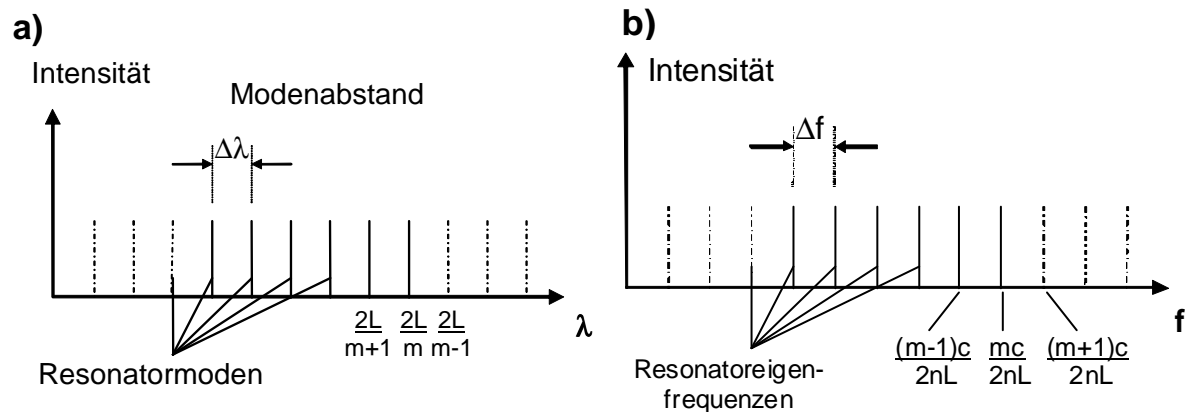 a)
Intensität
Modenabstand
Δλ
2L/m+1 2L/m 2L/m-1
λ
Resonatormoden
b)
Intensität
Δf
f
(m-1)c/2nL mc/2nL (m+1)c/2nL
Resonatoreigen-
frequenzen